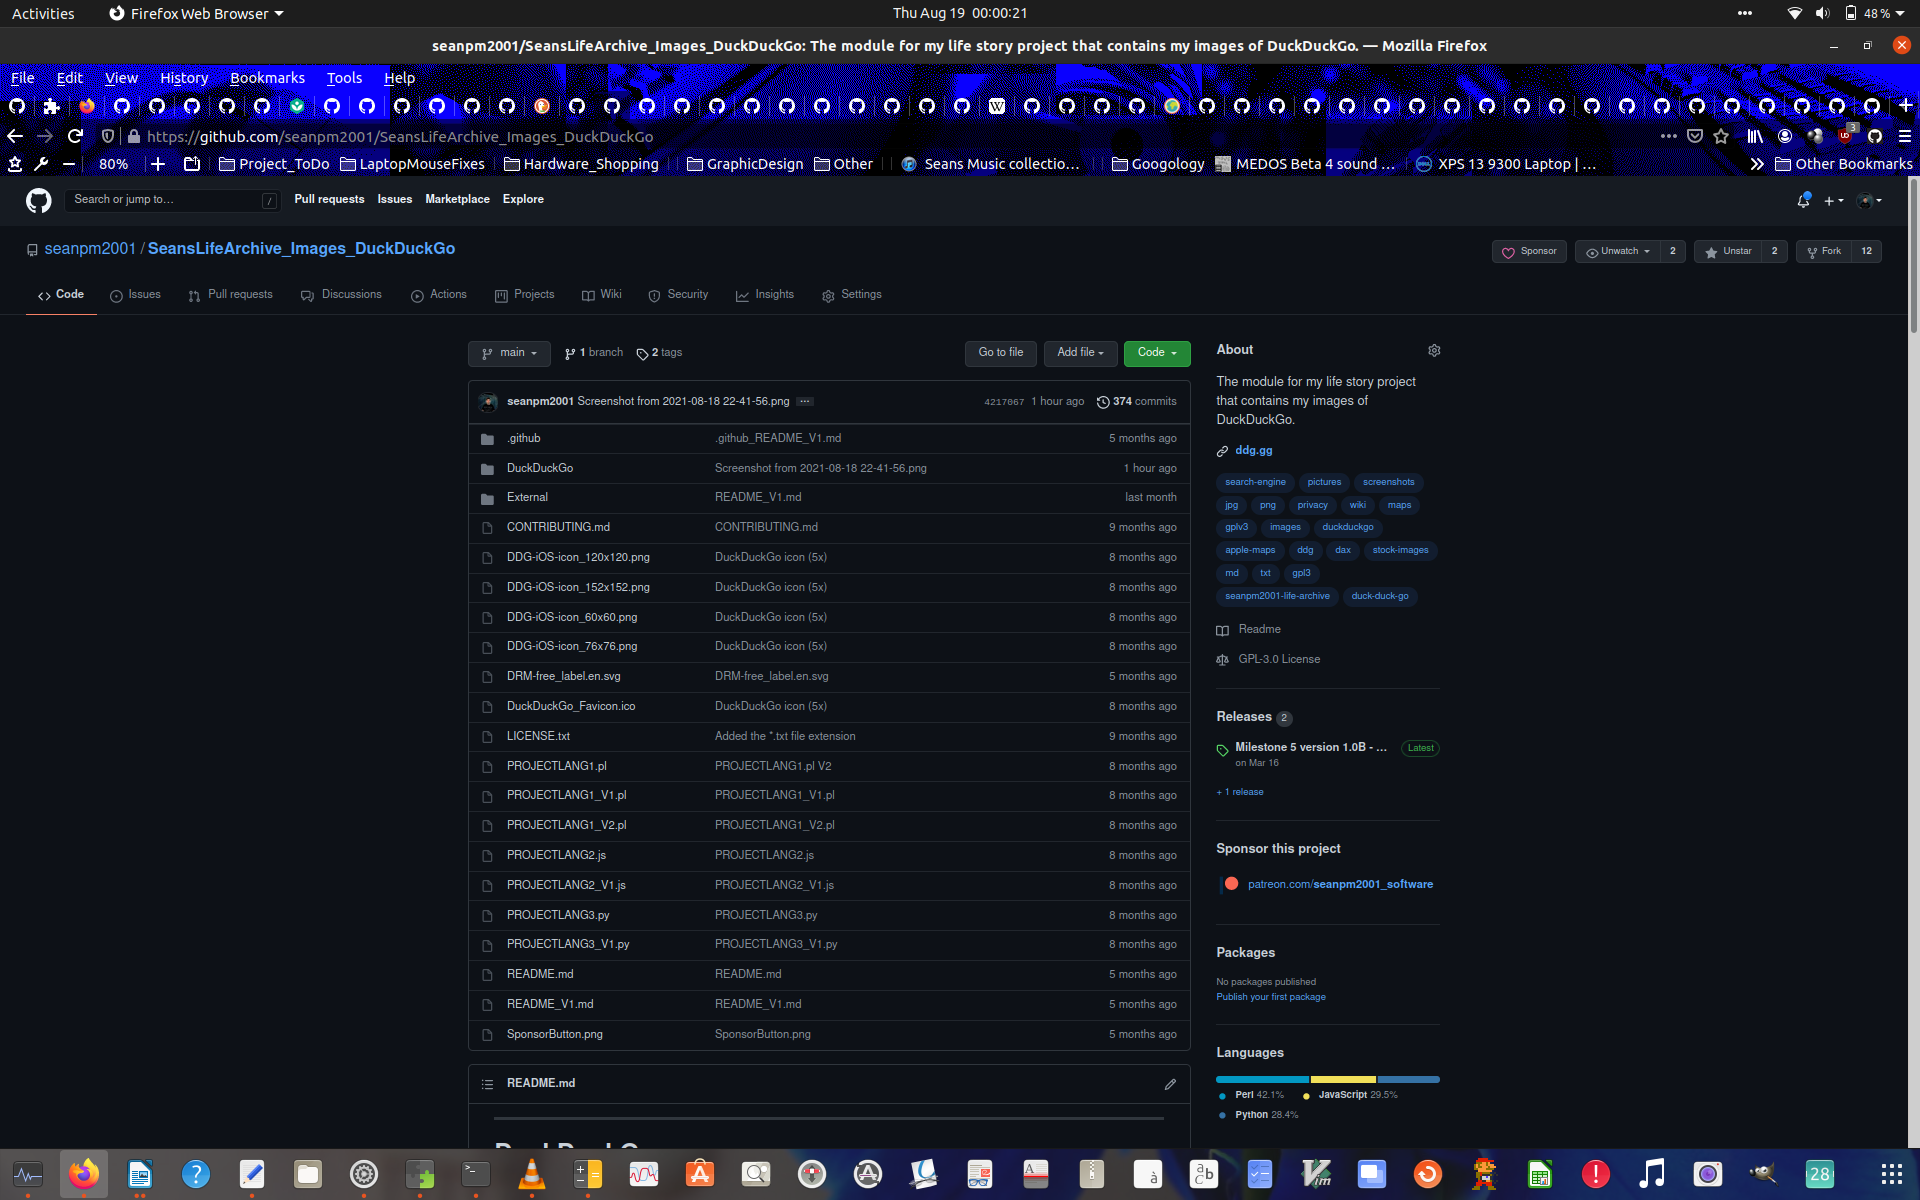 Activities Firefox Web Browser Thu Aug 19 00:00:21 48 %
seanpm2001/SeansLifeArchive_Images_DuckDuckGo: The module for my life story project that contains my images of DuckDuckGo. — Mozilla Firefox
File Edit View History Bookmarks Tools Help
https://github.com/seanpm2001/SeansLifeArchive_Images_DuckDuckGo 3
80% Project_ToDo LaptopMouseFixes Hardware_Shopping GraphicDesign Other Seans Music collectio… Googology MEDOS Beta 4 sound … XPS 13 9300 Laptop | … Other Bookmarks
Search or jump to… / Pull requests Issues Marketplace Explore
seanpm2001 / SeansLifeArchive_Images_DuckDuckGo Sponsor Unwatch 2 Unstar 2 Fork 12
Code Issues Pull requests Discussions Actions Projects Wiki Security Insights Settings
main 1 branch 2 tags Go to file Add file Code
seanpm2001 Screenshot from 2021-08-18 22-41-56.png … 4217067 1 hour ago 374 commits
.github .github_README_V1.md 5 months ago
DuckDuckGo Screenshot from 2021-08-18 22-41-56.png 1 hour ago
External README_V1.md last month
CONTRIBUTING.md CONTRIBUTING.md 9 months ago
DDG-iOS-icon_120x120.png DuckDuckGo icon (5x) 8 months ago
DDG-iOS-icon_152x152.png DuckDuckGo icon (5x) 8 months ago
DDG-iOS-icon_60x60.png DuckDuckGo icon (5x) 8 months ago
DDG-iOS-icon_76x76.png DuckDuckGo icon (5x) 8 months ago
DRM-free_label.en.svg DRM-free_label.en.svg 5 months ago
DuckDuckGo_Favicon.ico DuckDuckGo icon (5x) 8 months ago
LICENSE.txt Added the *.txt file extension 9 months ago
PROJECTLANG1.pl PROJECTLANG1.pl V2 8 months ago
PROJECTLANG1_V1.pl PROJECTLANG1_V1.pl 8 months ago
PROJECTLANG1_V2.pl PROJECTLANG1_V2.pl 8 months ago
PROJECTLANG2.js PROJECTLANG2.js 8 months ago
PROJECTLANG2_V1.js PROJECTLANG2_V1.js 8 months ago
PROJECTLANG3.py PROJECTLANG3.py 8 months ago
PROJECTLANG3_V1.py PROJECTLANG3_V1.py 8 months ago
README.md README.md 5 months ago
README_V1.md README_V1.md 5 months ago
SponsorButton.png SponsorButton.png 5 months ago
README.md
About
The module for my life story project
that contains my images of
DuckDuckGo.
ddg.gg
search-engine pictures screenshots
jpg png privacy wiki maps
gplv3 images duckduckgo
apple-maps ddg dax stock-images
md txt gpl3
seanpm2001-life-archive duck-duck-go
Readme
GPL-3.0 License
Releases 2
Milestone 5 version 1.0B - … Latest
on Mar 16
+ 1 release
Sponsor this project
patreon.com/seanpm2001_software
Packages
No packages published
Publish your first package
Languages
Perl 42.1% JavaScript 29.5%
Python 28.4%
28